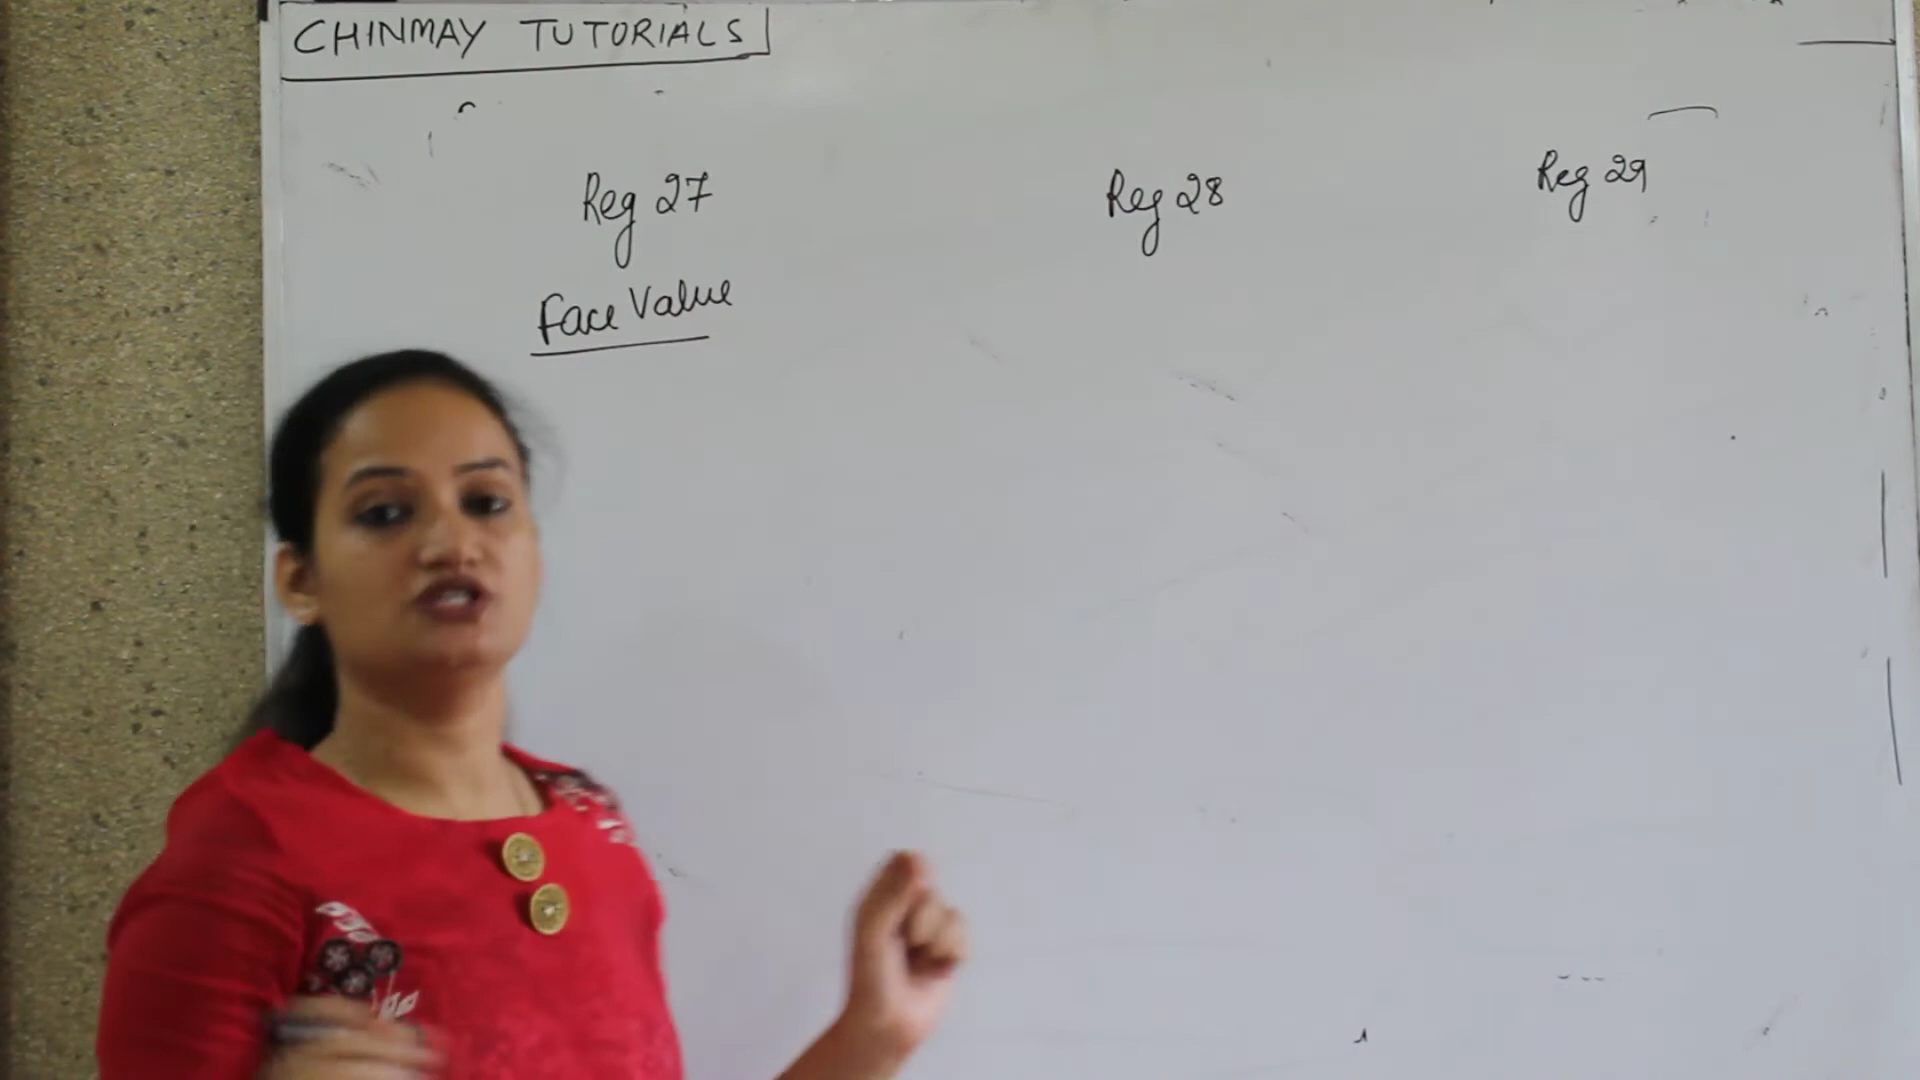 CHINMAY TUTORIALS
Reg 27
Reg 28
Reg 29
Face Value